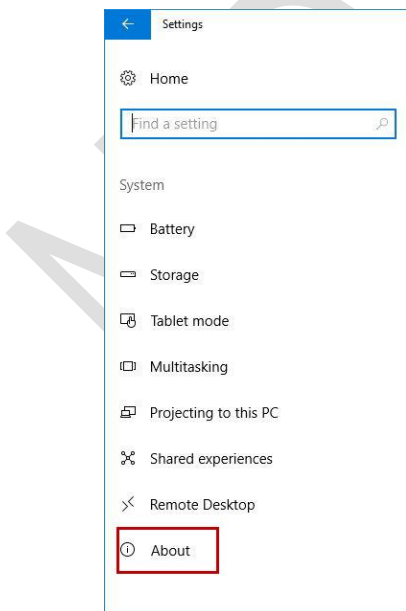 Settings
Home
Find a setting
System
Battery
Storage
Tablet mode
Multitasking
Projecting to this PC
Shared experiences
Remote Desktop
About